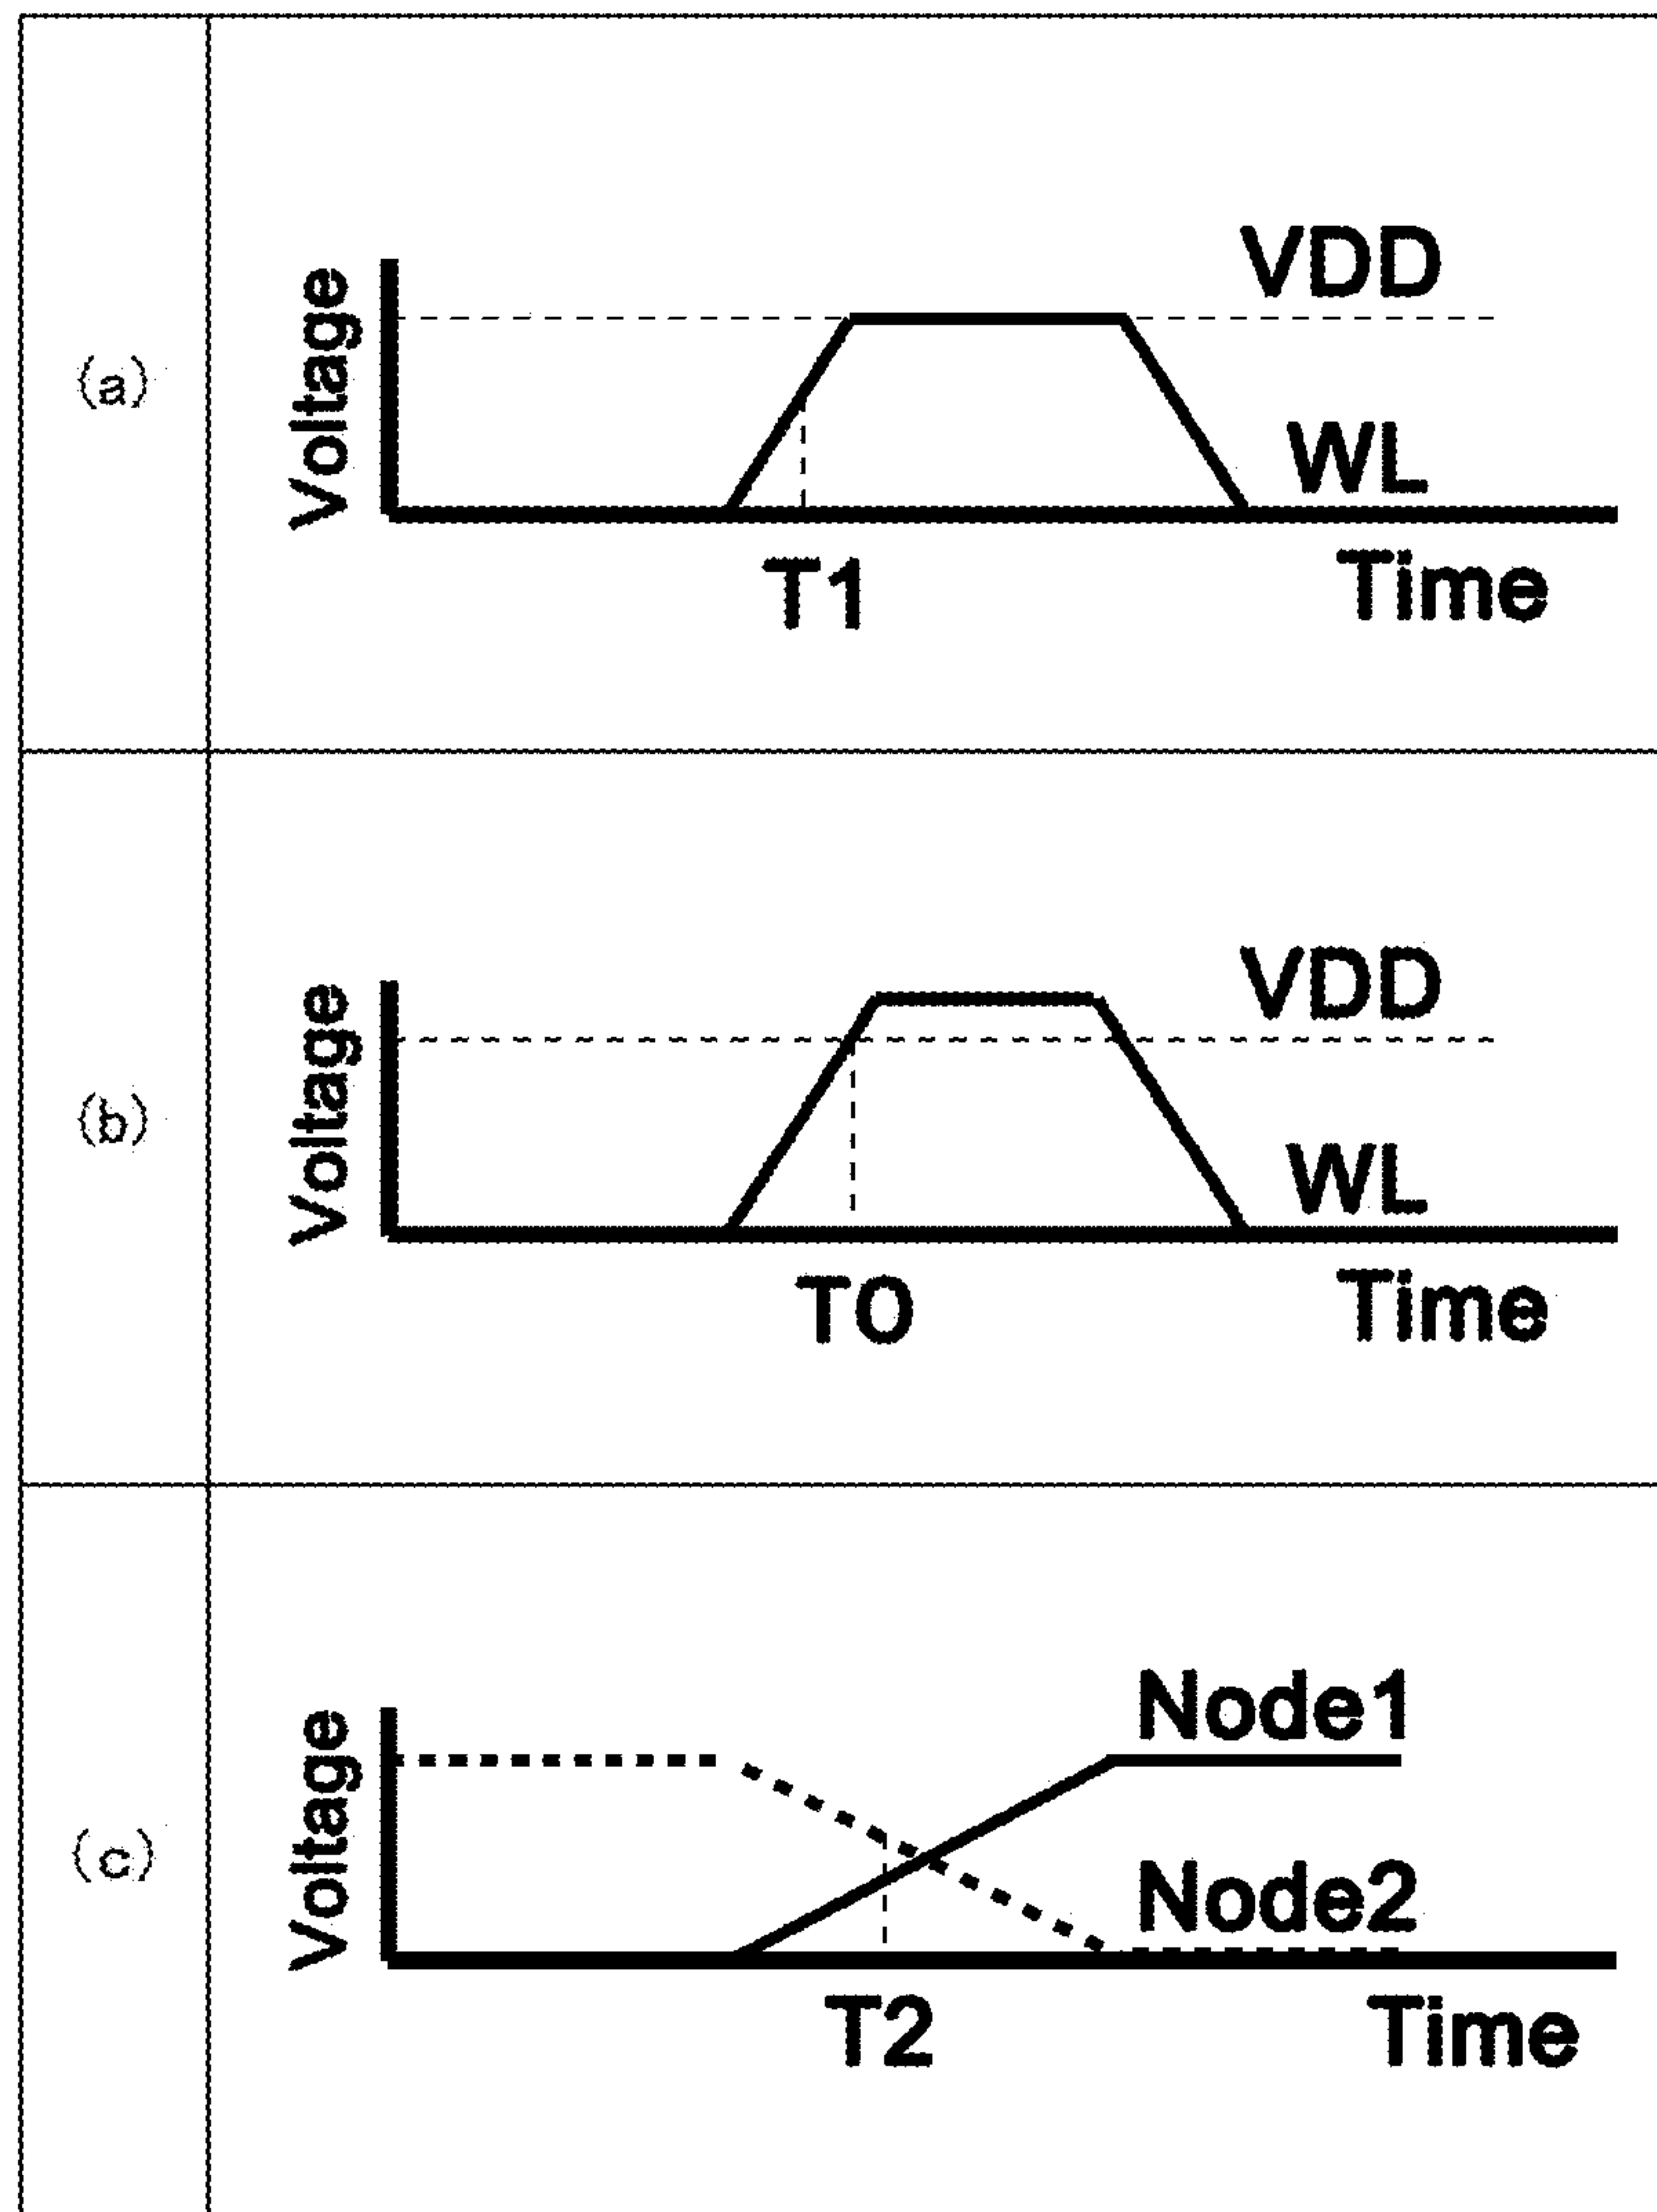 (a)
Voltage
VDD
WL
T1
Time
(b)
Voltage
VDD
WL
T0
Time
(c)
Voltage
Node1
Node2
T2
Time